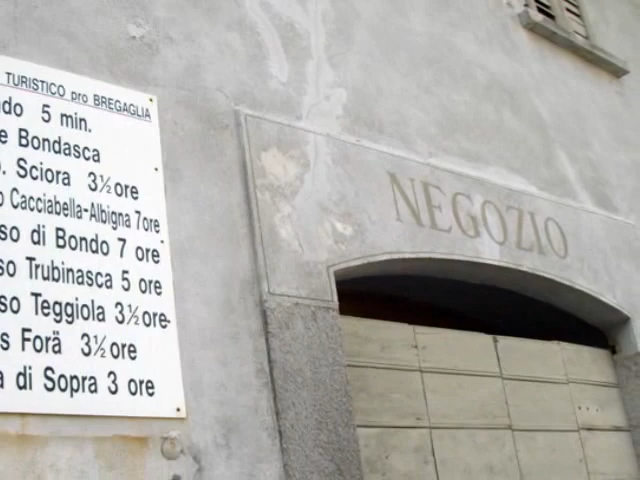 TURISTICO pro BREGAGLIA
do 5 min.
Bondasca
Sciora 3½ ore
Cacciabella-Albigna 7 ore
so di Bondo 7 ore
so Trubinasca 5 ore
so Teggiola 3½ ore
s Forä 3½ ore
a di Sopra 3 ore
NEGOZIO